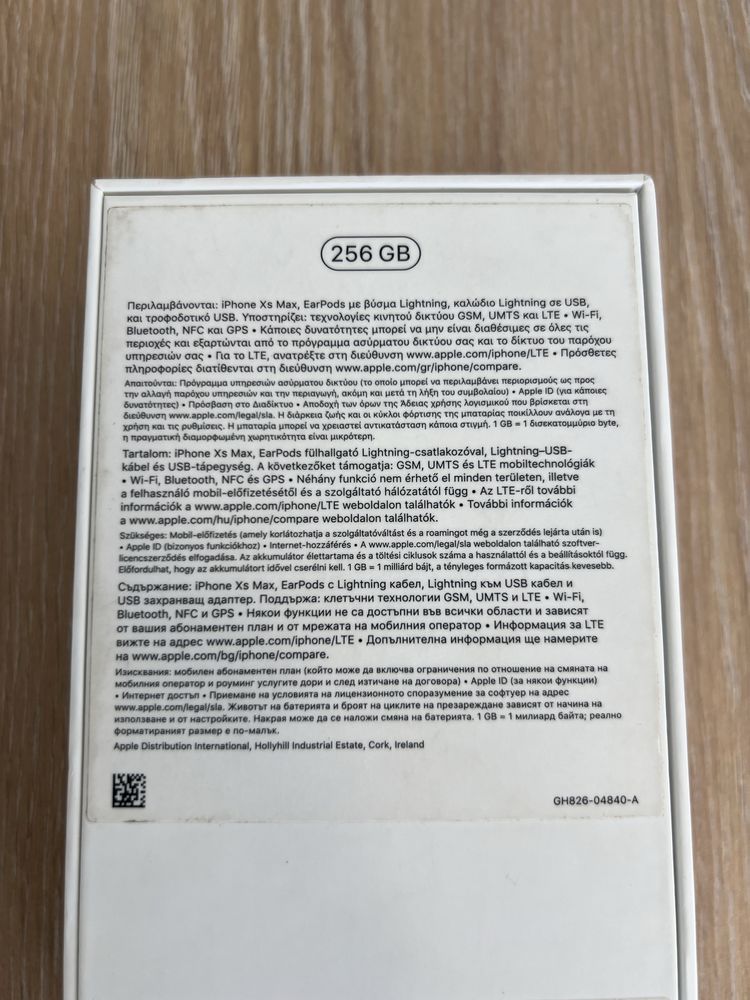 256 GB
Περιλαμβάνονται: iPhone Xs Max, EarPods με βύσμα Lightning, καλώδιο Lightning σε USB,
και τροφοδοτικό USB. Υποστηρίζει: τεχνολογίες κινητού δικτύου GSM, UMTS και LTE • Wi-Fi,
Bluetooth, NFC και GPS • Κάποιες δυνατότητες μπορεί να μην είναι διαθέσιμες σε όλες τις
περιοχές και εξαρτώνται από το πρόγραμμα ασύρματου δικτύου σας και το δίκτυο του παρόχου
υπηρεσιών σας • Για το LTE, ανατρέξτε στη διεύθυνση www.apple.com/iphone/LTE • Πρόσθετες
πληροφορίες διατίθενται στη διεύθυνση www.apple.com/gr/iphone/compare.
Απαιτούνται: Πρόγραμμα υπηρεσιών ασύρματου δικτύου (το οποίο μπορεί να περιλαμβάνει περιορισμούς ως προς
την αλλαγή παρόχου υπηρεσιών και την περιαγωγή, ακόμη και μετά τη λήξη του συμβολαίου) • Apple ID (για κάποιες
δυνατότητες) • Πρόσβαση στο Διαδίκτυο • Αποδοχή των όρων της Άδειας χρήσης λογισμικού που βρίσκεται στη
διεύθυνση www.apple.com/legal/sla. Η διάρκεια ζωής και οι κύκλοι φόρτισης της μπαταρίας ποικίλλουν ανάλογα με τη
χρήση και τις ρυθμίσεις. Η μπαταρία μπορεί να χρειαστεί αντικατάσταση κάποια στιγμή. 1 GB = 1 δισεκατομμύριο byte,
η πραγματική διαμορφωμένη χωρητικότητα είναι μικρότερη.
Tartalom: iPhone Xs Max, EarPods fülhallgató Lightning-csatlakozóval, Lightning–USB-
kábel és USB-tápegység. A következőket támogatja: GSM, UMTS és LTE mobiltechnológiák
• Wi-Fi, Bluetooth, NFC és GPS • Néhány funkció nem érhető el minden területen, illetve
a felhasználó mobil-előfizetésétől és a szolgáltató hálózatától függ • Az LTE-ről további
információk a www.apple.com/iphone/LTE weboldalon találhatók • További információk
a www.apple.com/hu/iphone/compare weboldalon találhatók.
Szükséges: Mobil-előfizetés (amely korlátozhatja a szolgáltatóváltást és a roamingot még a szerződés lejárta után is)
• Apple ID (bizonyos funkciókhoz) • Internet-hozzáférés • A www.apple.com/legal/sla weboldalon található szoftver-
licencszerződés elfogadása. Az akkumulátor élettartama és a töltési ciklusok száma a használattól és a beállításoktól függ.
Előfordulhat, hogy az akkumulátort idővel cserélni kell. 1 GB = 1 milliárd bájt, a tényleges formázott kapacitás kevesebb.
Съдържание: iPhone Xs Max, EarPods с Lightning кабел, Lightning към USB кабел и
USB захранващ адаптер. Поддържа: клетъчни технологии GSM, UMTS и LTE • Wi-Fi,
Bluetooth, NFC и GPS • Някои функции не са достъпни във всички области и зависят
от вашия абонаментен план и от мрежата на мобилния оператор • Информация за LTE
вижте на адрес www.apple.com/iphone/LTE • Допълнителна информация ще намерите
на www.apple.com/bg/iphone/compare.
Изисквания: мобилен абонаментен план (който може да включва ограничения по отношение на смяната на
мобилния оператор и роуминг услугите дори и след изтичане на договора) • Apple ID (за някои функции)
• Интернет достъп • Приемане на условията на лицензионното споразумение за софтуер на адрес
www.apple.com/legal/sla. Животът на батерията и броят на циклите на презареждане зависят от начина на
използване и от настройките. Накрая може да се наложи смяна на батерията. 1 GB = 1 милиард байта; реално
форматираният размер е по-малък.
Apple Distribution International, Hollyhill Industrial Estate, Cork, Ireland
GH826-04840-A